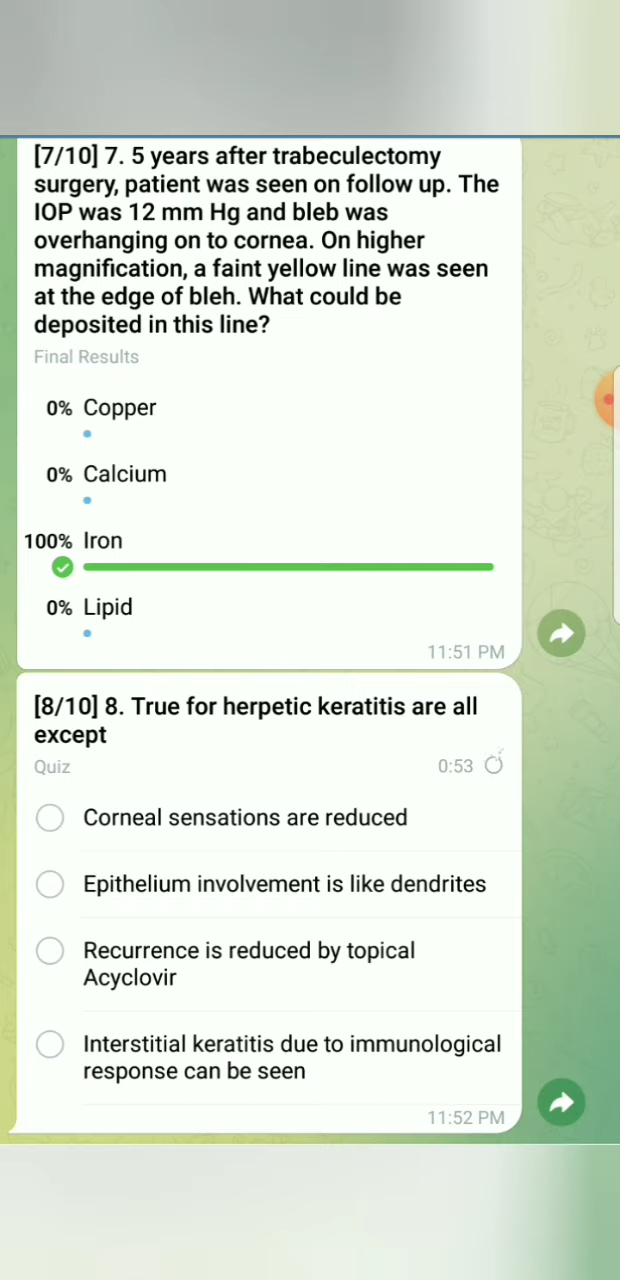 [7/10] 7. 5 years after trabeculectomy
surgery, patient was seen on follow up. The
IOP was 12 mm Hg and bleb was
overhanging on to cornea. On higher
magnification, a faint yellow line was seen
at the edge of bleh. What could be
deposited in this line?
Final Results
0% Copper
0% Calcium
100% Iron
0% Lipid
11:51 PM
[8/10] 8. True for herpetic keratitis are all
except
Quiz
0:53
Corneal sensations are reduced
Epithelium involvement is like dendrites
Recurrence is reduced by topical
Acyclovir
Interstitial keratitis due to immunological
response can be seen
11:52 PM